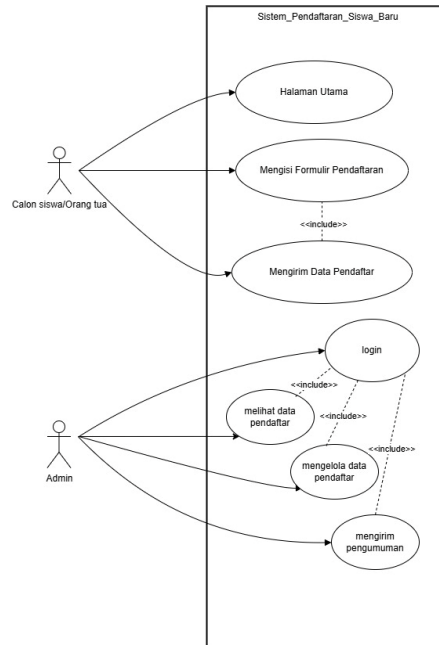 Sistem_Pendaftaran_Siswa_Baru
Halaman Utama
Mengisi Formulir Pendaftaran
Calon siswa/Orang tua
<<include>>
Mengirim Data Pendaftar
login
<<include>>
melihat data
pendaftar
<<include>>
Admin
<<include>>
mengelola data
pendaftar
mengirim
pengumuman